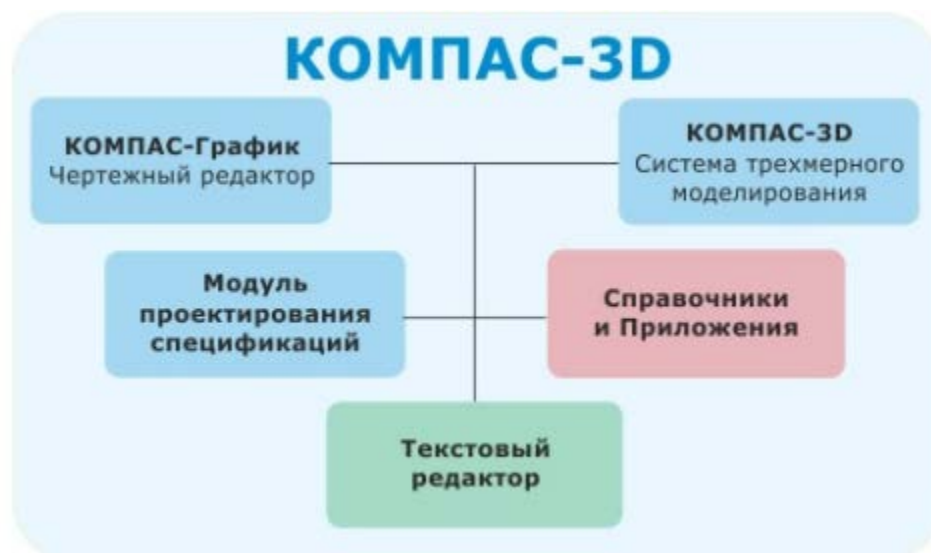 КОМПАС-3D
КОМПАС-График
Чертежный редактор
КОМПАС-3D
Система трехмерного
моделирования
Модуль
проектирования
спецификаций
Справочники
и Приложения
Текстовый
редактор